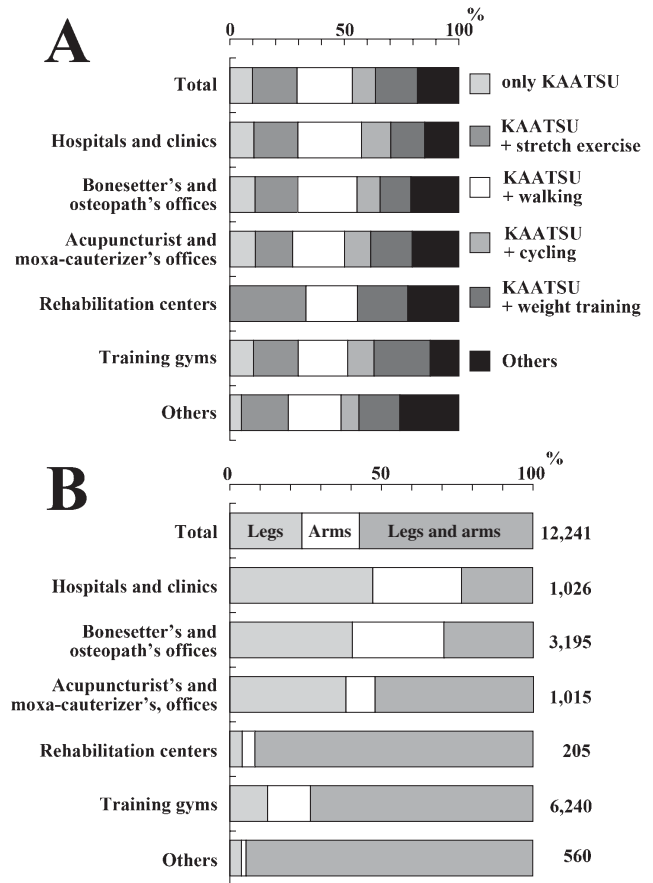 A
%
0 50 100
Total
only KAATSU
Hospitals and clinics
KAATSU
+ stretch exercise
Bonesetter's and
osteopath's offices
KAATSU
+ walking
Acupuncturist and
moxa-cauterizer's offices
KAATSU
+ cycling
Rehabilitation centers
KAATSU
+ weight training
Training gyms
Others
Others
B
%
0 50 100
Total Legs Arms Legs and arms 12,241
Hospitals and clinics 1,026
Bonesetter's and
osteopath's offices 3,195
Acupuncturist's and
moxa-cauterizer's, offices 1,015
Rehabilitation centers 205
Training gyms 6,240
Others 560